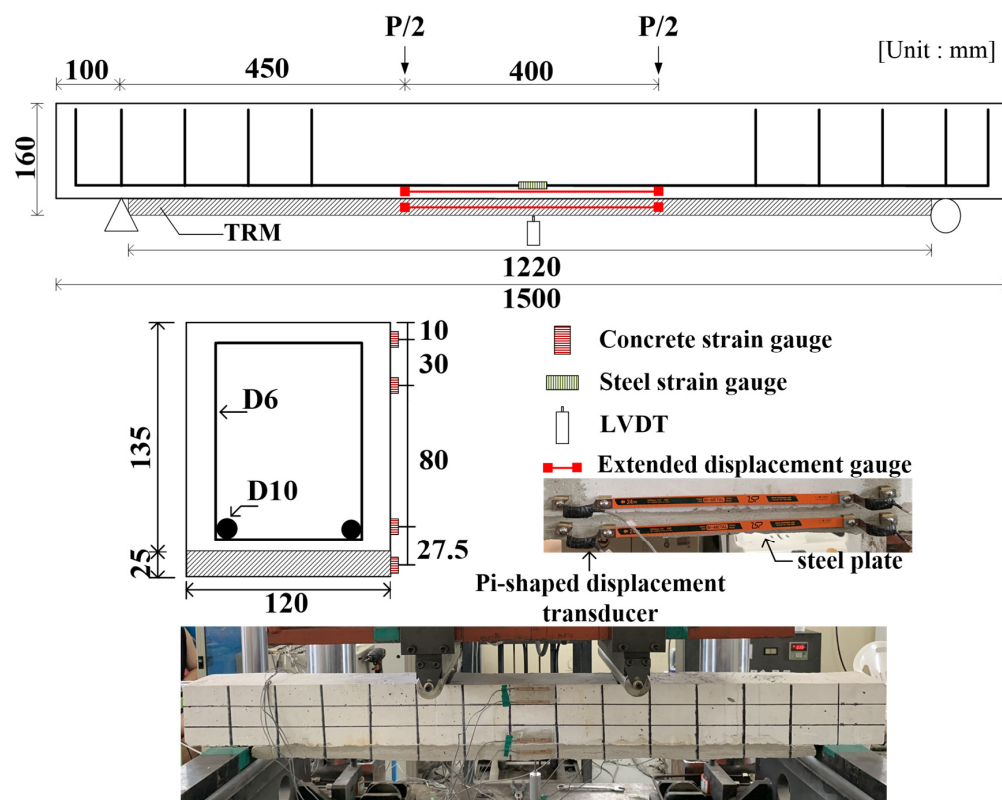 P/2
P/2
[Unit : mm]
100
450
400
160
TRM
1220
1500
10
30
80
27.5
135
25
120
D6
D10
Concrete strain gauge
Steel strain gauge
LVDT
Extended displacement gauge
steel plate
Pi-shaped displacement
transducer